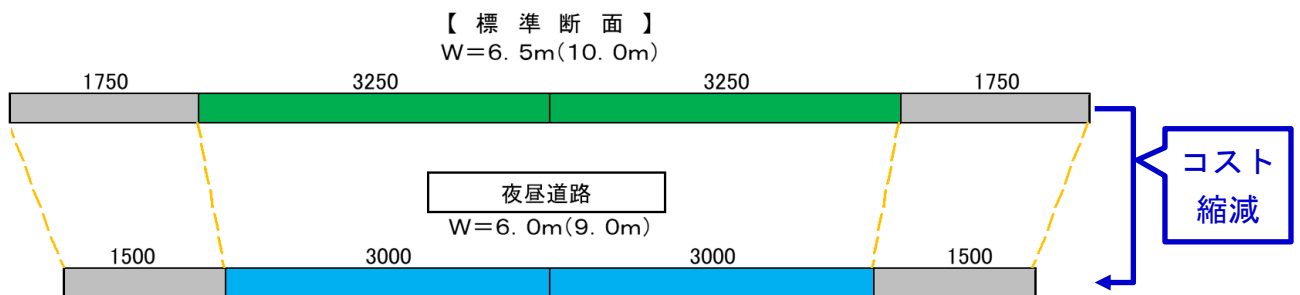 【 標 準 断 面 】
W=6. 5m(10. 0m)
1750 3250 3250 1750
コスト
縮減
夜昼道路
W=6. 0m(9. 0m)
1500 3000 3000 1500